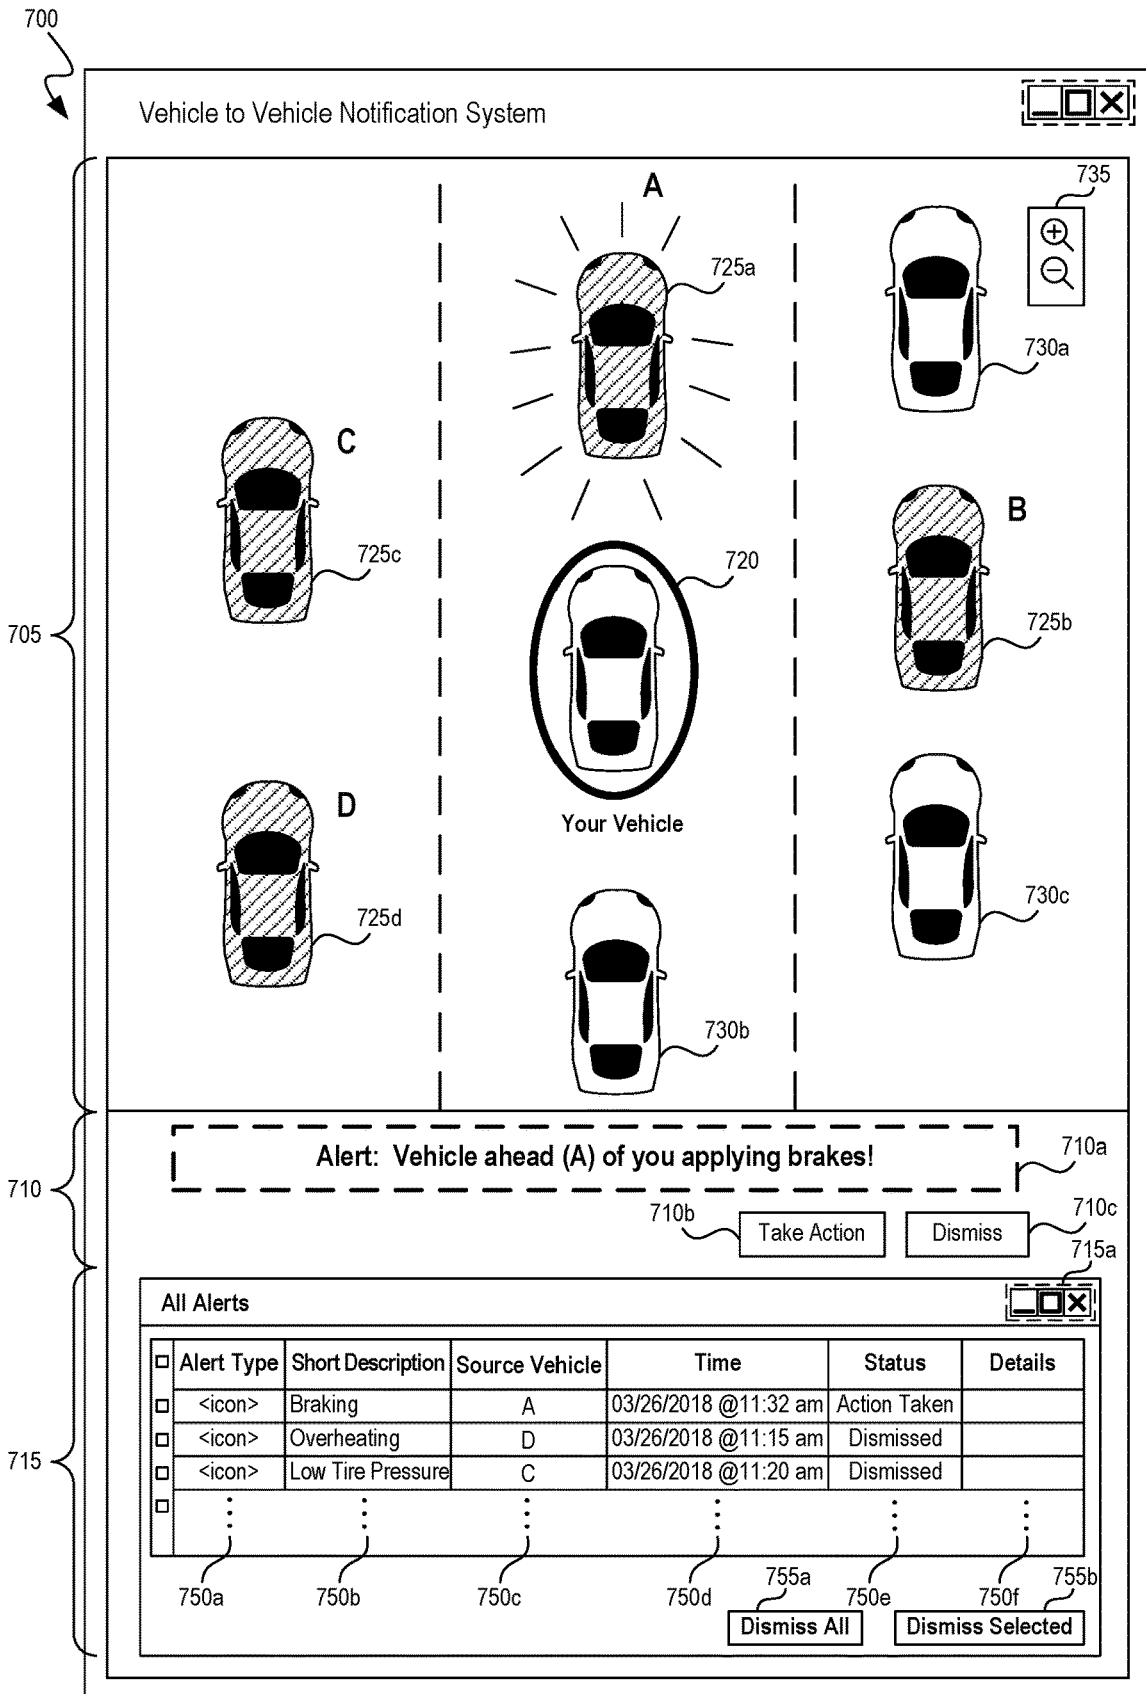 700
Vehicle to Vehicle Notification System
735
A
725a
730a
C
B
725c
720
725b
705
D
Your Vehicle
725d
730c
730b
Alert: Vehicle ahead (A) of you applying brakes!
710a
710
710b
Take Action
Dismiss
710c
715a
All Alerts
Alert Type Short Description Source Vehicle Time Status Details
<icon> Braking A 03/26/2018 @11:32 am Action Taken
<icon> Overheating D 03/26/2018 @11:15 am Dismissed
715
<icon> Low Tire Pressure C 03/26/2018 @11:20 am Dismissed
750a 750b 750c 750d 755a 750e 750f 755b
Dismiss All Dismiss Selected